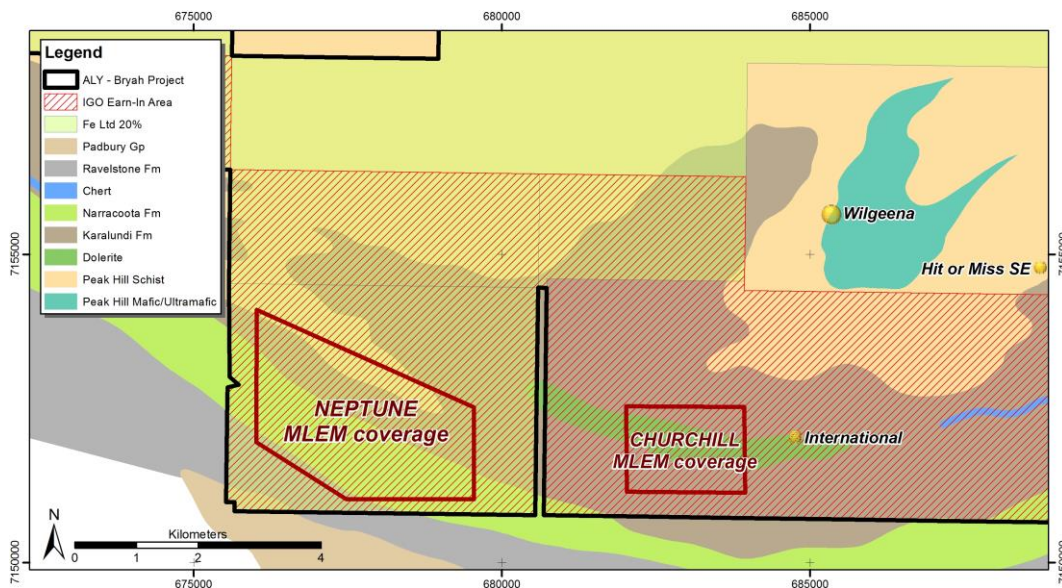 675000
680000
685000
Legend
ALY - Bryah Project
IGO Earn-In Area
Fe Ltd 20%
Padbury Gp
Ravelstone Fm
Chert
Narracoota Fm
Karalundi Fm
Dolerite
Peak Hill Schist
Peak Hill Mafic/Ultramafic
Wilgeena
7155000
7155000
Hit or Miss SE
NEPTUNE
MLEM coverage
CHURCHILL
MLEM coverage
International
N
Kilometers
0 1 2 4
7150000
7150000
675000
680000
685000